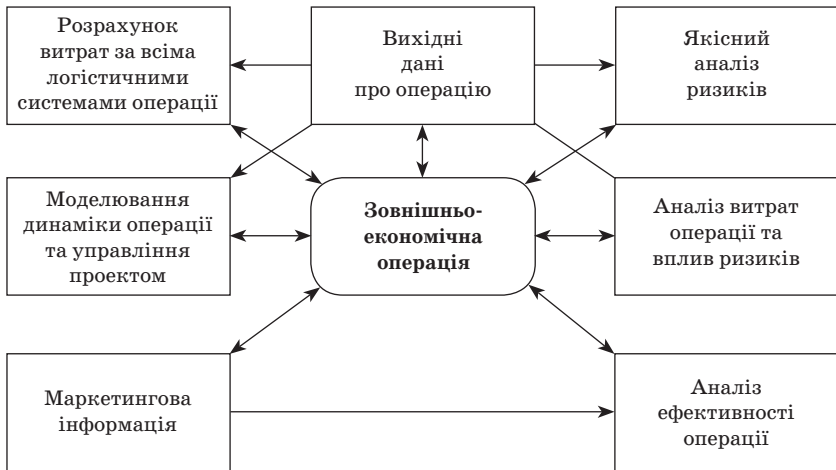 Розрахунок
витрат за всіма
логістичними
системами операції
Вихідні
дані
про операцію
Якісний
аналіз
ризиків
Моделювання
динаміки операції
та управління
проектом
Зовнішньо-
економічна
операція
Аналіз витрат
операції та
вплив ризиків
Маркетингова
інформація
Аналіз
ефективності
операції